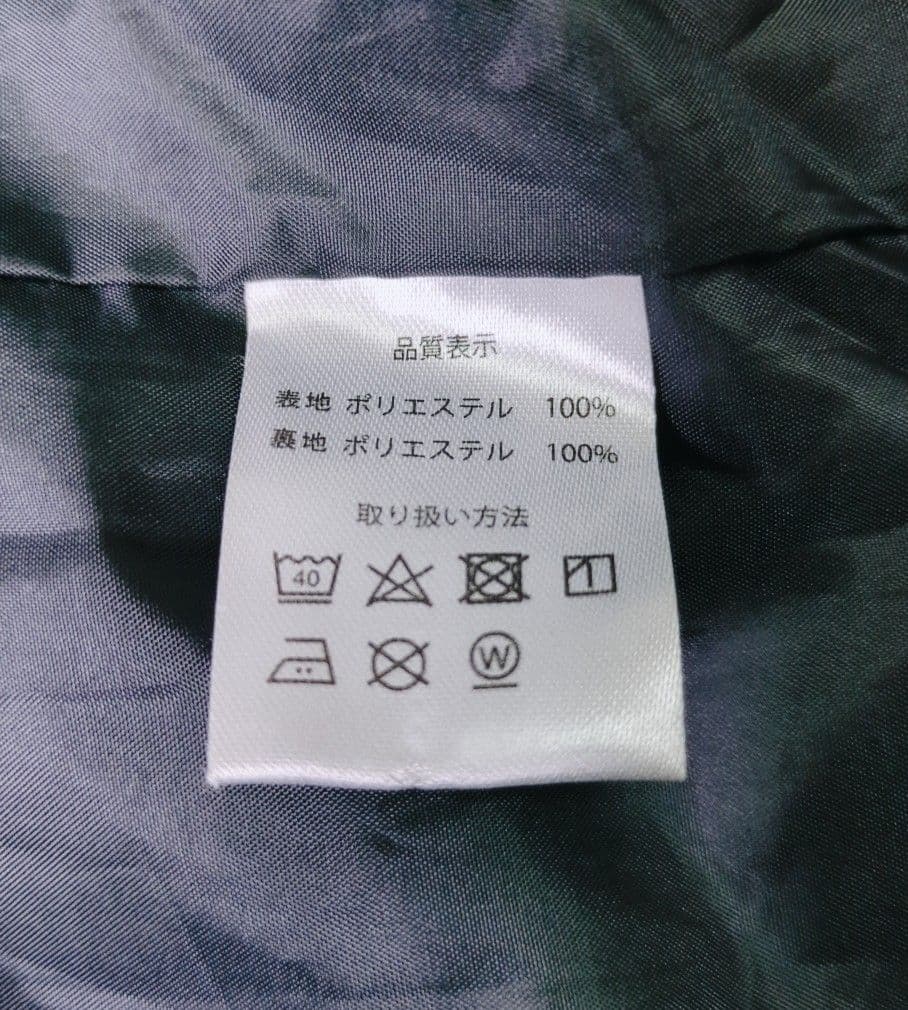 品質表示
表地 ポリエステル 100%
裏地 ポリエステル 100%
取り扱い方法
40
W